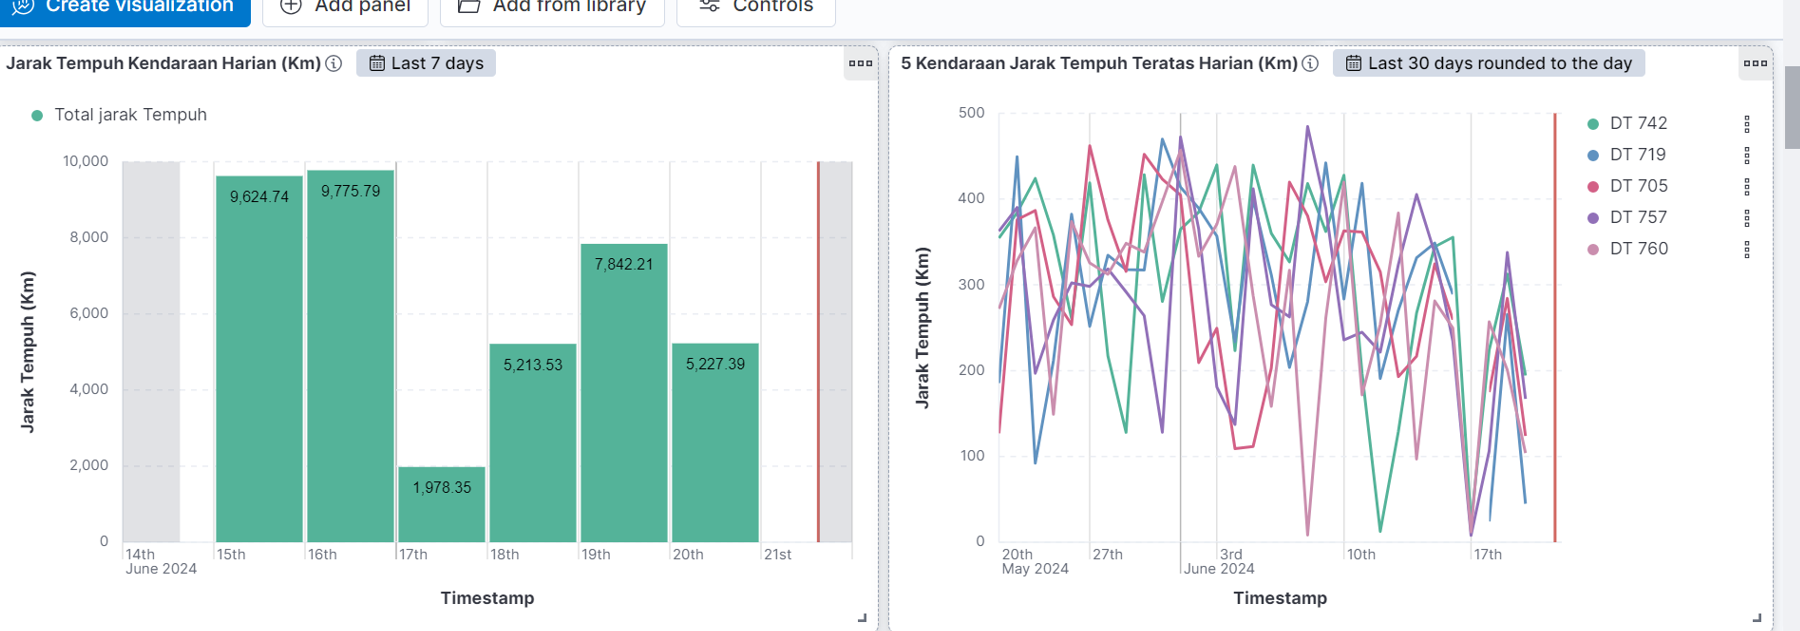 Create visualization
Add panel
Add from library
Controls
Jarak Tempuh Kendaraan Harian (Km)
Last 7 days
Total jarak Tempuh
Jarak Tempuh (Km)
10,000
8,000
6,000
4,000
2,000
0
9,624.74
9,775.79
1,978.35
5,213.53
7,842.21
5,227.39
14th
15th
16th
17th
18th
19th
20th
21st
June 2024
Timestamp
5 Kendaraan Jarak Tempuh Teratas Harian (Km)
Last 30 days rounded to the day
Jarak Tempuh (Km)
500
400
300
200
100
0
20th
27th
3rd
10th
17th
May 2024
June 2024
Timestamp
DT 742
DT 719
DT 705
DT 757
DT 760